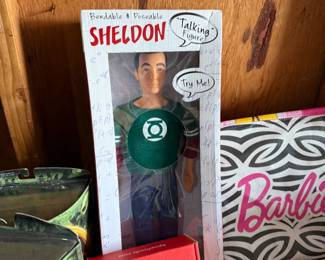 Bendable & Poseable
SHELDON
"Talking"
Figure
Try Me!
Barbie